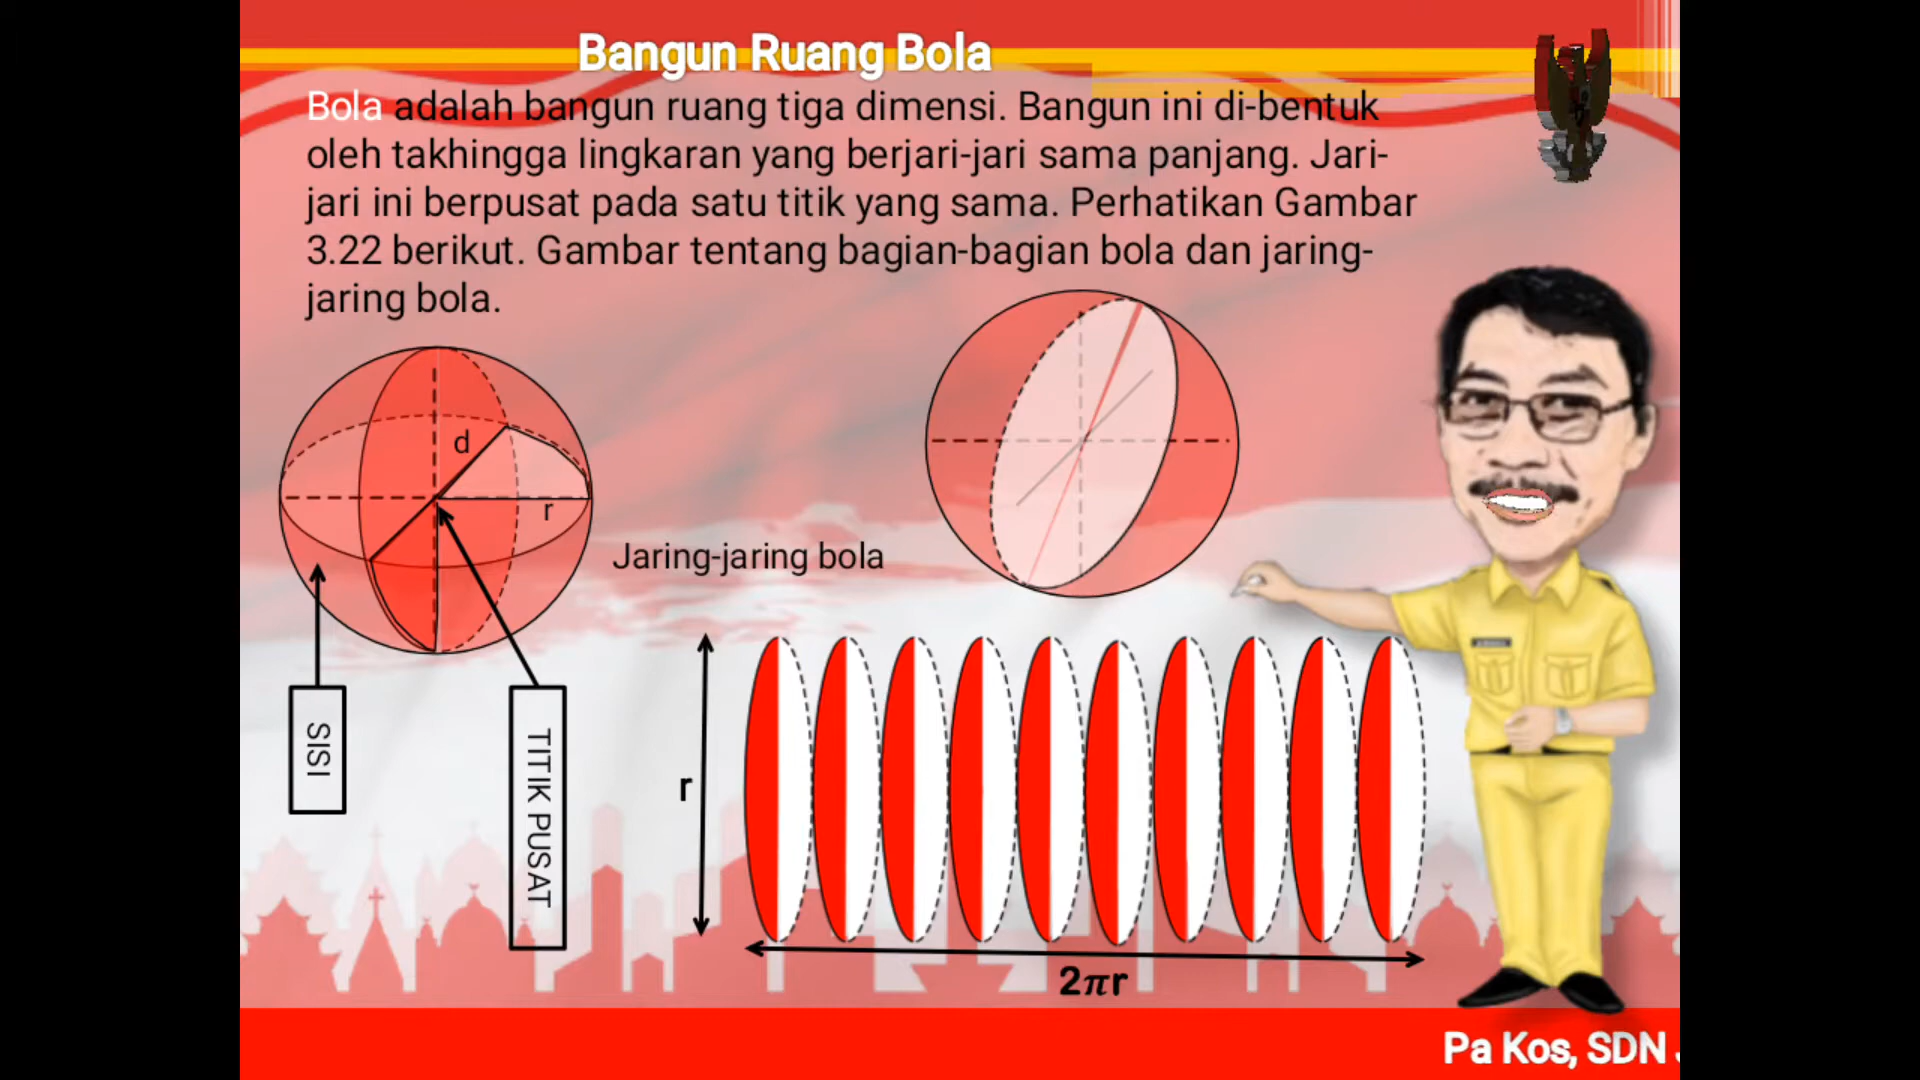 Bangun Ruang Bola
Bola adalah bangun ruang tiga dimensi. Bangun ini di-bentuk
oleh takhingga lingkaran yang berjari-jari sama panjang. Jari-
jari ini berpusat pada satu titik yang sama. Perhatikan Gambar
3.22 berikut. Gambar tentang bagian-bagian bola dan jaring-
jaring bola.
d
r
Jaring-jaring bola
SISI
TITIK PUSAT
r
2πr
Pa Kos, SDN